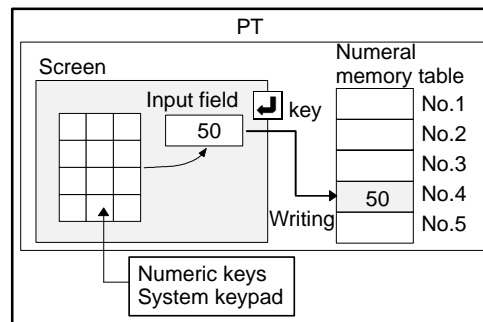 PT
Screen
Numeral
memory table
Input field
key
50
No.1
No.2
No.3
50
No.4
Writing
No.5
Numeric keys
System keypad